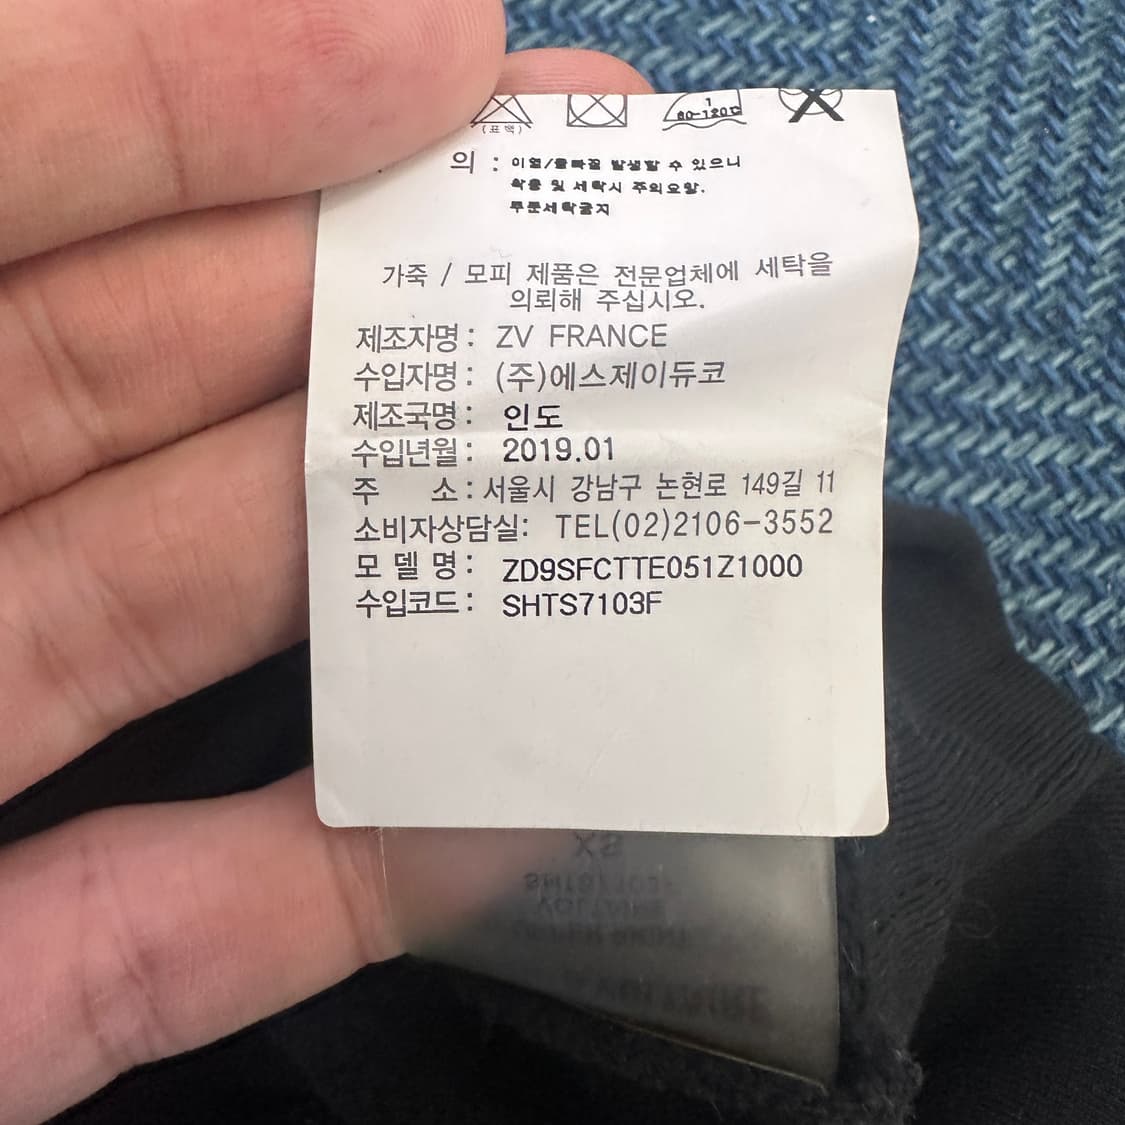 (표백)
1
80-120℃
의 : 이염/올빠짐 발생할 수 있으니
착용 및 세탁시 주의요망.
투룬세탁금지
가죽 / 모피 제품은 전문업체에 세탁을
의뢰해 주십시오.
제조자명 : ZV FRANCE
수입자명 : (주)에스제이듀코
제조국명 : 인도
수입년월 : 2019.01
주 소 : 서울시 강남구 논현로 149길 11
소비자상담실: TEL(02)2106-3552
모 델 명 : ZD9SFCTTE051Z1000
수입코드 : SHTS7103F
XS
VOLTAIRE